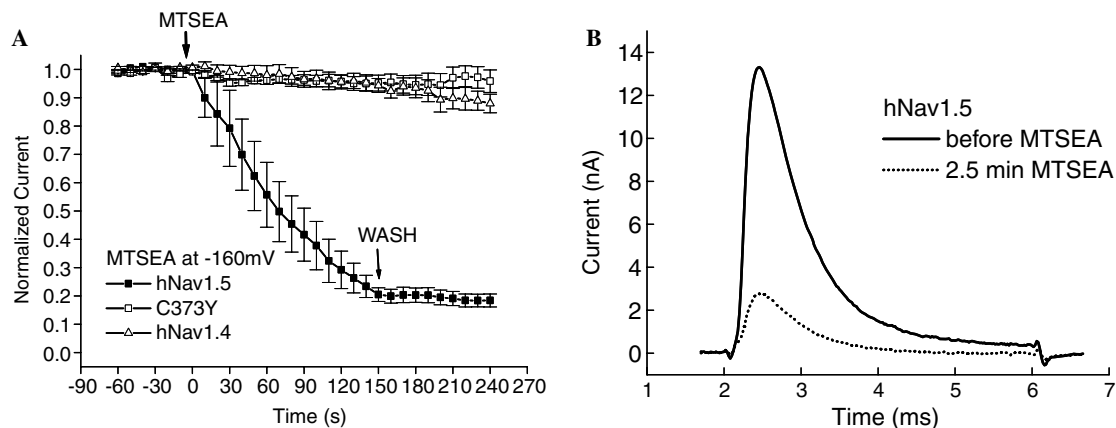 A
MTSEA
Normalized Current
1.0
0.9
0.8
0.7
0.6
0.5
0.4
0.3
0.2
0.1
0.0
WASH
MTSEA at -160mV
hNav1.5
C373Y
hNav1.4
-90 -60 -30 0 30 60 90 120 150 180 210 240 270
Time (s)
B
Current (nA)
14
12
10
8
6
4
2
0
hNav1.5
before MTSEA
2.5 min MTSEA
1 2 3 4 5 6 7
Time (ms)